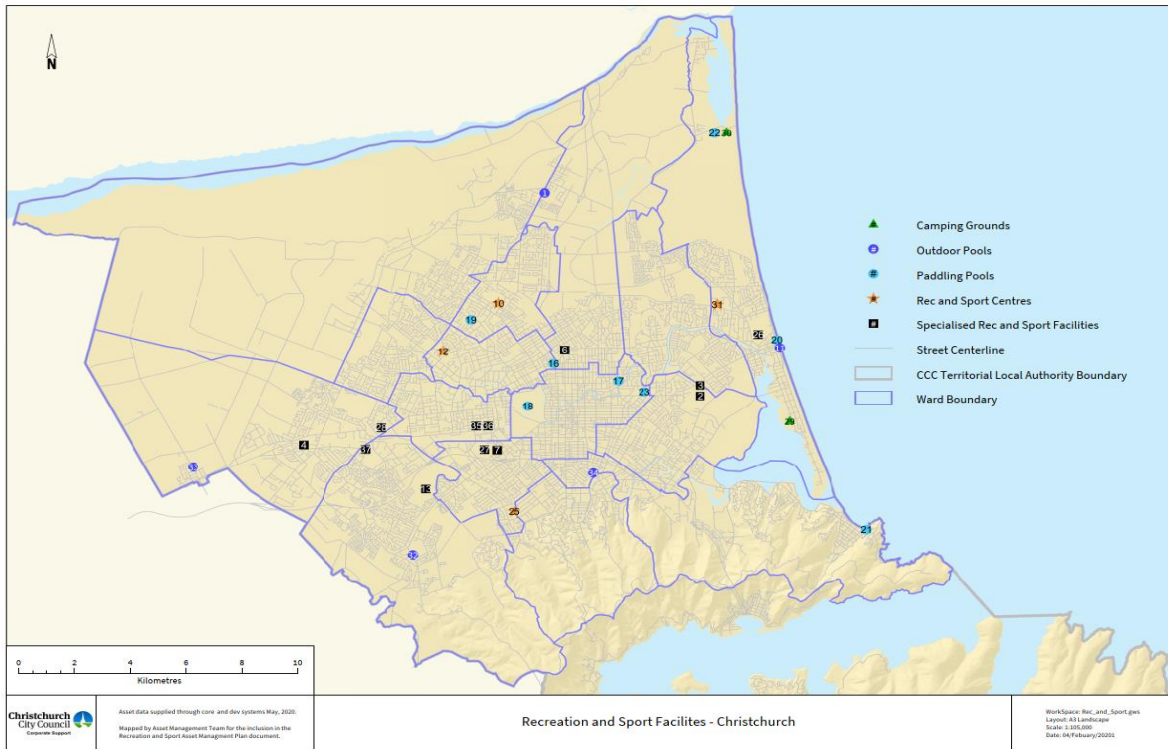 N
22
1
Camping Grounds
# Outdoor Pools
# Paddling Pools
Rec and Sport Centres
# Specialised Rec and Sport Facilities
Street Centerline
CCC Territorial Local Authority Boundary
Ward Boundary
10
31
19
26
20
11
12
6
16
17
3
2
23
18
28
35 36
4
37
27 7
34
13
25
21
32
0 2 4 6 8 10
Kilometres
Christchurch
City Council
Corporate Support
Asset data supplied through core and dev systems May, 2020.
Mapped by Asset Management Team for the inclusion in the
Recreation and Sport Asset Managment Plan document.
Recreation and Sport Facilites - Christchurch
WorkSpace: Rec_and_Sport.gws
Layout: A3 Landscape
Scale: 1:105,000
Date: 04/Febuary/20201